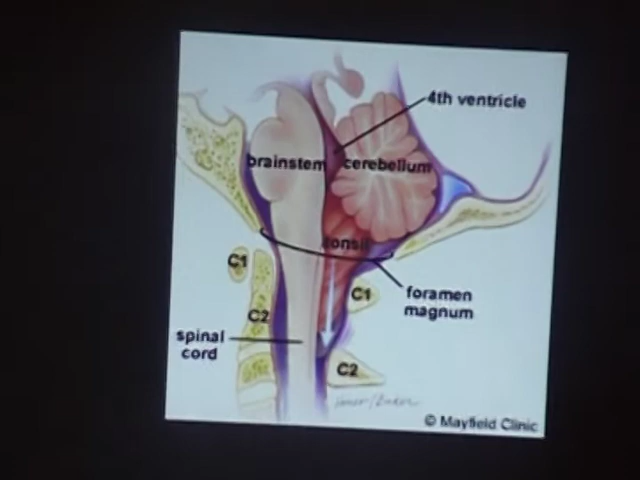 4th ventricle
brainstem
cerebellum
tonsil
C1
C1
foramen
magnum
C2
spinal
cord
C2
© Mayfield Clinic